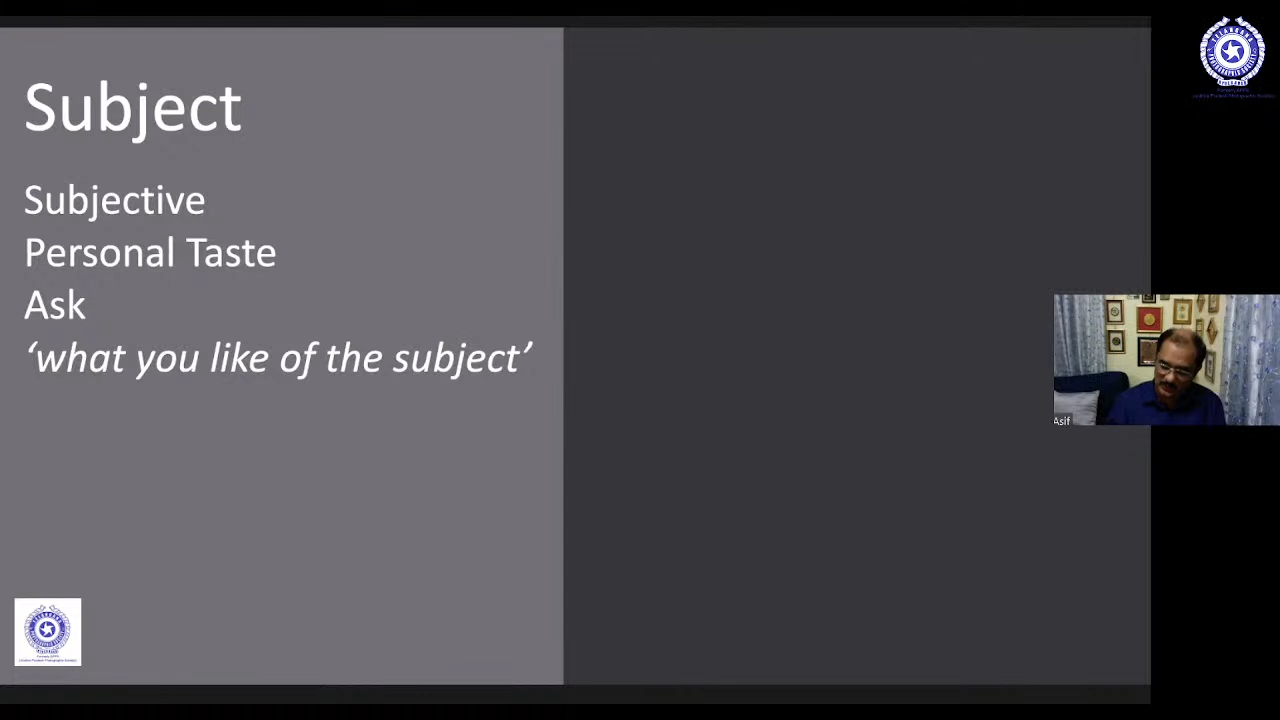 Subject
Subjective
Personal Taste
Ask
‘what you like of the subject’
Asif